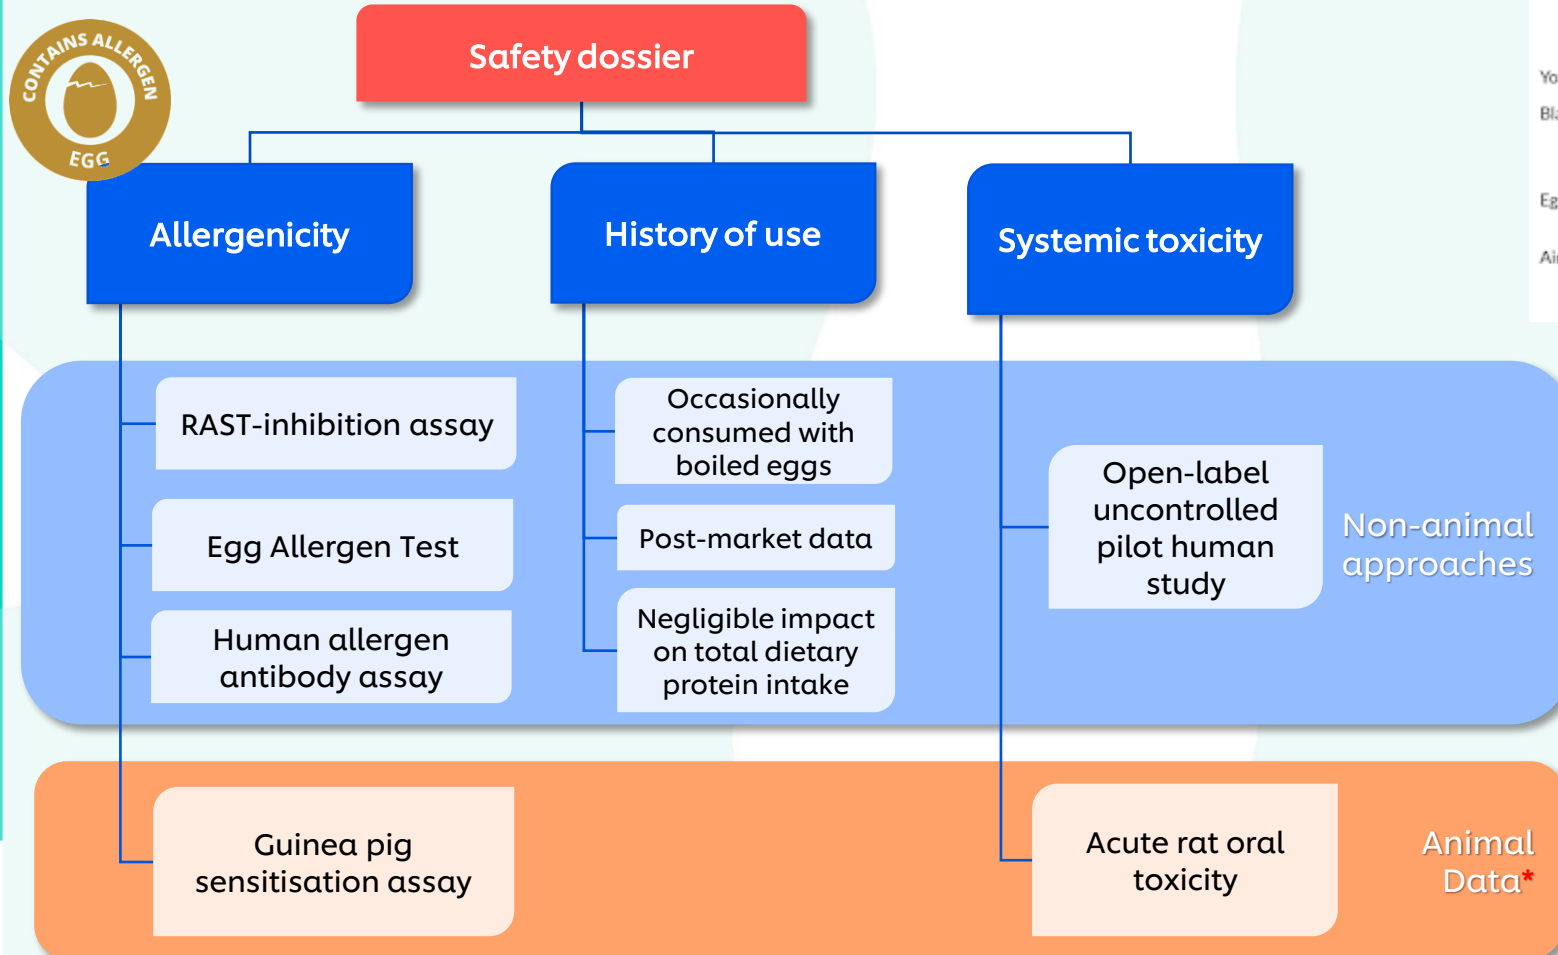 CONTAINS ALLERGEN
EGG
Safety dossier
Allergenicity
History of use
Systemic toxicity
RAST-inhibition assay
Egg Allergen Test
Human allergen
antibody assay
Occasionally
consumed with
boiled eggs
Post-market data
Negligible impact
on total dietary
protein intake
Open-label
uncontrolled
pilot human
study
Non-animal
approaches
Guinea pig
sensitisation assay
Acute rat oral
toxicity
Animal
Data*